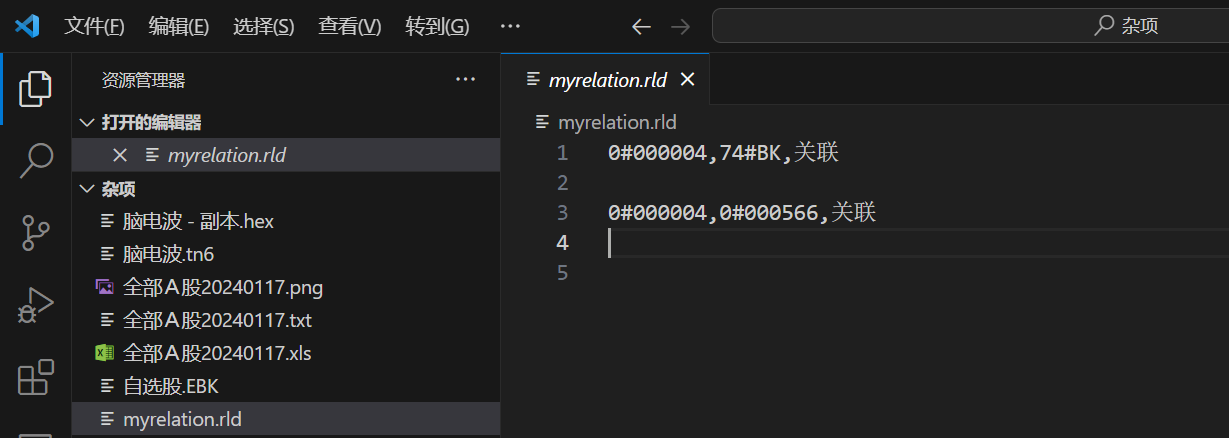 文件(F) 编辑(E) 选择(S) 查看(V) 转到(G) ··· ← → 杂项
资源管理器 ···
打开的编辑器
myrelation.rld
杂项
脑电波 - 副本.hex
脑电波.tn6
全部Ａ股20240117.png
全部Ａ股20240117.txt
全部Ａ股20240117.xls
自选股.EBK
myrelation.rld
myrelation.rld
myrelation.rld
1 0#000004,74#BK,关联
2
3 0#000004,0#000566,关联
4
5